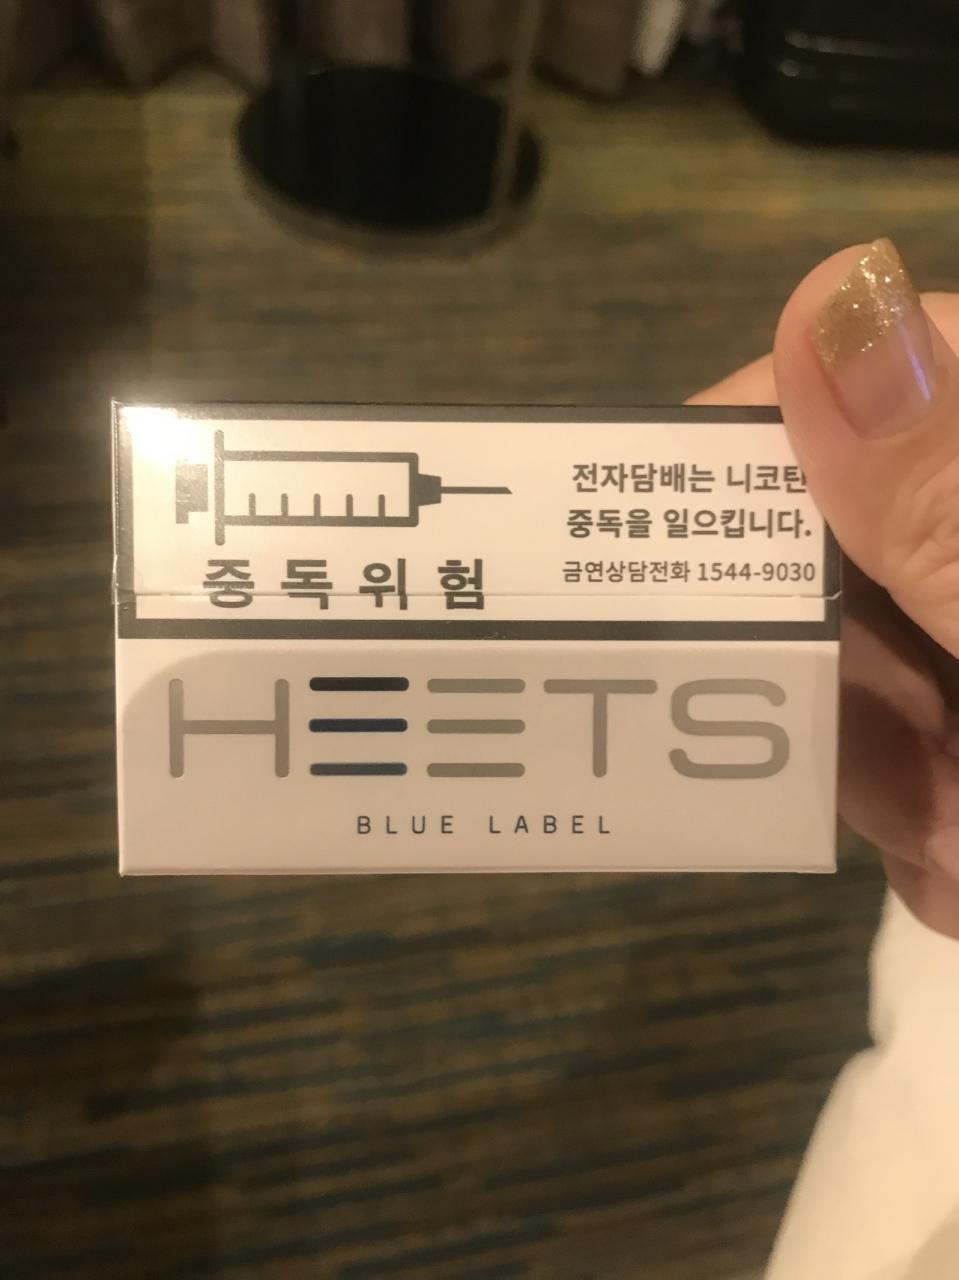 전자담배는 니코틴
중독을 일으킵니다.
금연상담전화 1544-9030
중독위험
HEETS
BLUE LABEL